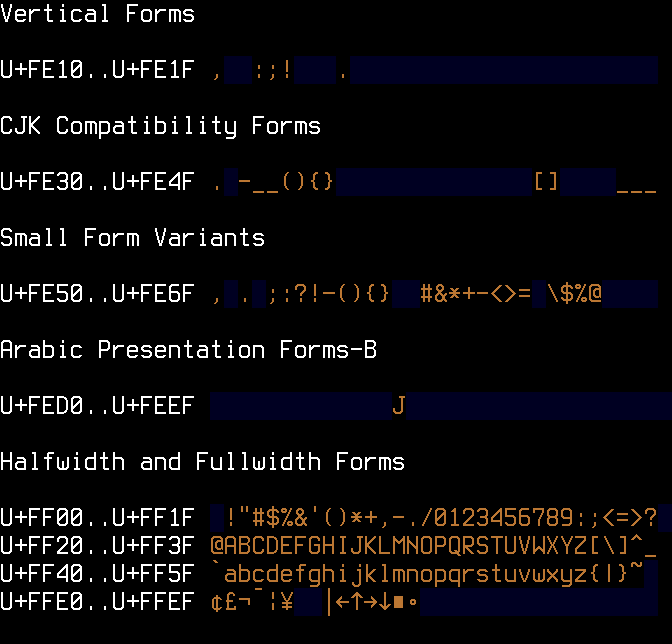 Vertical Forms
U+FE10..U+FE1F ,  :;!   .
CJK Compatibility Forms
U+FE30..U+FE4F . -__(){}              []    ___
Small Form Variants
U+FE50..U+FE6F , . ;:?!-(){}  #&*+-<>= \$%@
Arabic Presentation Forms-B
U+FED0..U+FEEF              J
Halfwidth and Fullwidth Forms
U+FF00..U+FF1F  !"#$%&'()*+,-./0123456789:;<=>?
U+FF20..U+FF3F @ABCDEFGHIJKLMNOPQRSTUVWXYZ[\]^_
U+FF40..U+FF5F `abcdefghijklmnopqrstuvwxyz{|}~
U+FFE0..U+FFEF ¢£¬¯¦¥  │←↑→↓■∘